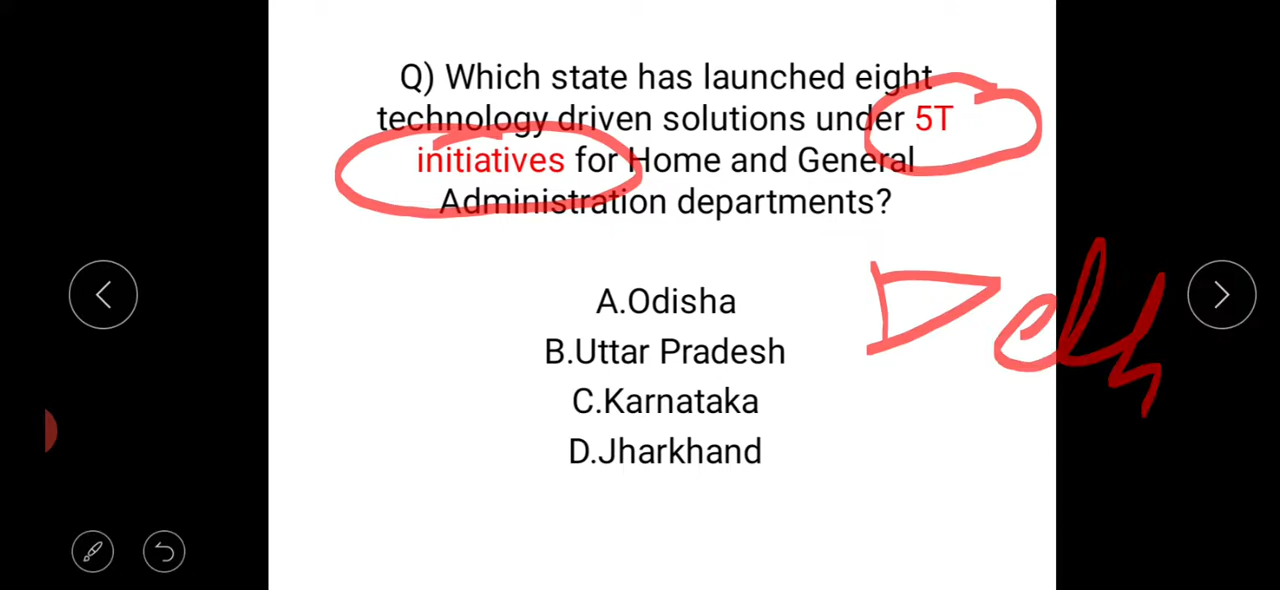 Q) Which state has launched eight
technology driven solutions under 5T
initiatives for Home and General
Administration departments?
A.Odisha
B.Uttar Pradesh
C.Karnataka
D.Jharkhand